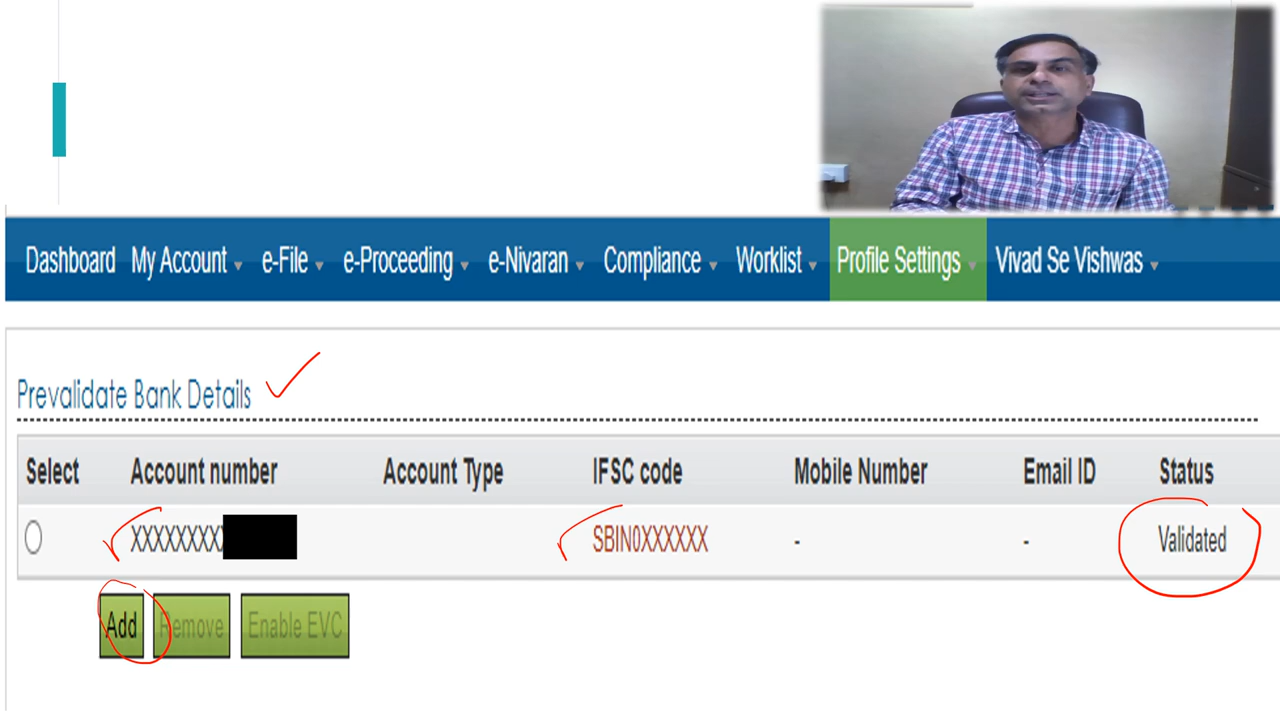 Dashboard My Account e-File e-Proceeding e-Nivaran Compliance Worklist Profile Settings Vivad Se Vishwas
Prevalidate Bank Details
Select Account number Account Type IFSC code Mobile Number Email ID Status
XXXXXXXX SBIN0XXXXXX - - Validated
Add Remove Enable EVC